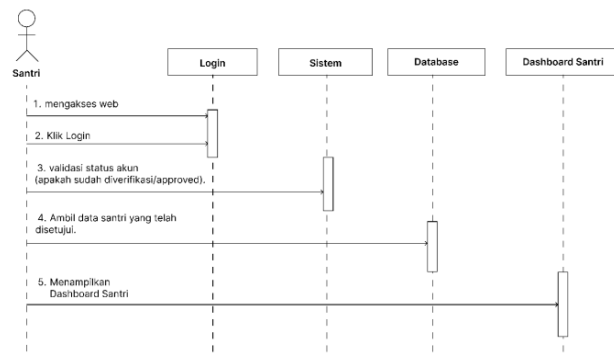 Santri
Login
Sistem
Database
Dashboard Santri
1. mengakses web
2. Klik Login
3. validasi status akun
(apakah sudah diverifikasi/approved).
4. Ambil data santri yang telah
disetujui.
5. Menampilkan
Dashboard Santri